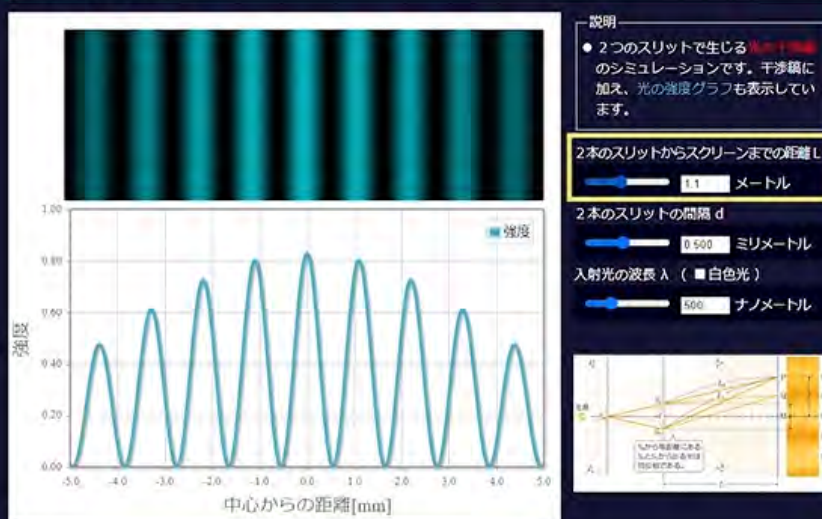 説明
● 2つのスリットで生じる光の干渉縞
のシミュレーションです。干渉縞に
加え、光の強度グラフも表示してい
ます。
2本のスリットからスクリーンまでの距離 L
1.1 メートル
2本のスリットの間隔 d
0.500 ミリメートル
入射光の波長 λ （ ■白色光 ）
500 ナノメートル
強度
1.00
0.80
0.60
0.40
0.20
0.00
強度
-5.0 -4.0 -3.0 -2.0 -1.0 0.0 1.0 2.0 3.0 4.0 5.0
中心からの距離[mm]